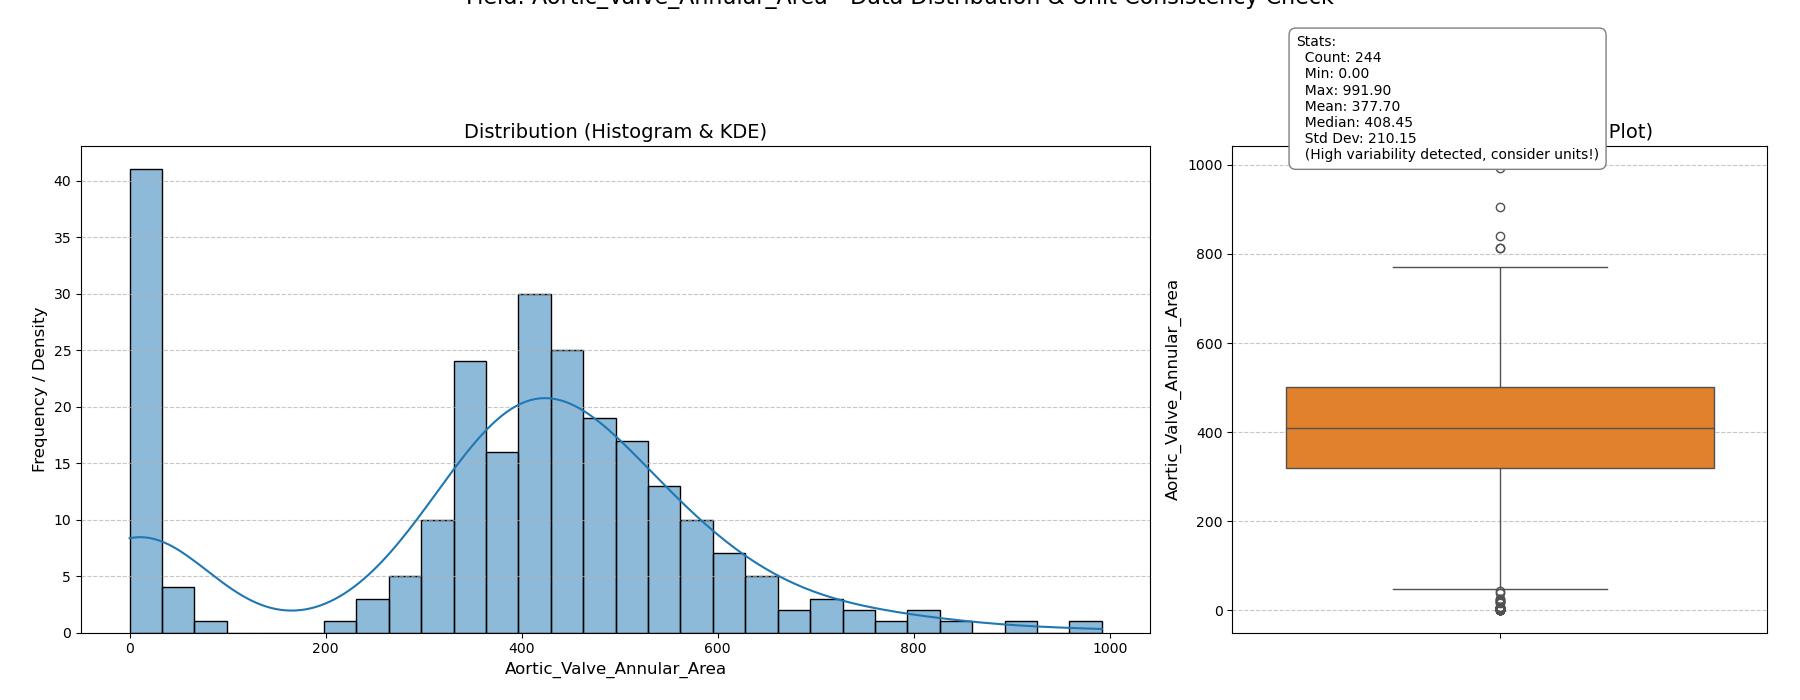 Field: Aortic_Valve_Annular_Area - Data Distribution & Unit Consistency Check
Stats:
Count: 244
Min: 0.00
Max: 991.90
Mean: 377.70
Median: 408.45
Std Dev: 210.15
(High variability detected, consider units!)
Distribution (Histogram & KDE)
Plot)
Frequency / Density
40
35
30
25
20
15
10
5
0
0
200
400
600
800
1000
Aortic_Valve_Annular_Area
Aortic_Valve_Annular_Area
1000
800
600
400
200
0